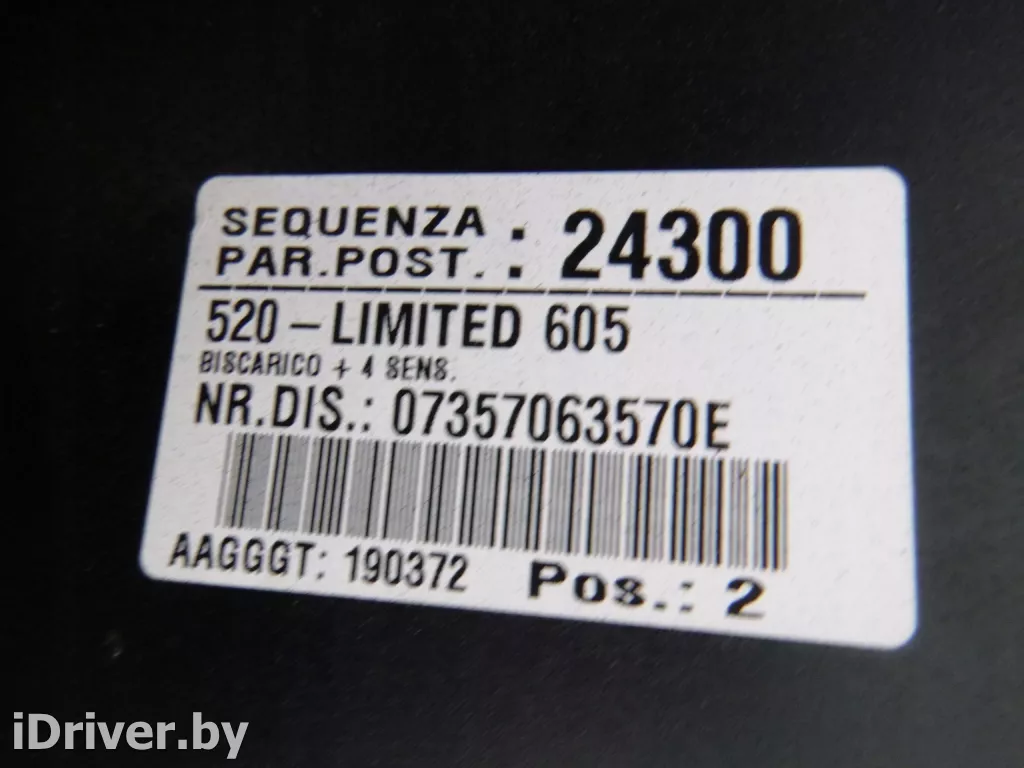 SEQUENZA
PAR.POST. : 24300
520-LIMITED 605
BISCARICO + 4 SENS.
NR.DIS.: 07357063570E
AAGGGT: 190372 Pos.: 2
iDriver.by